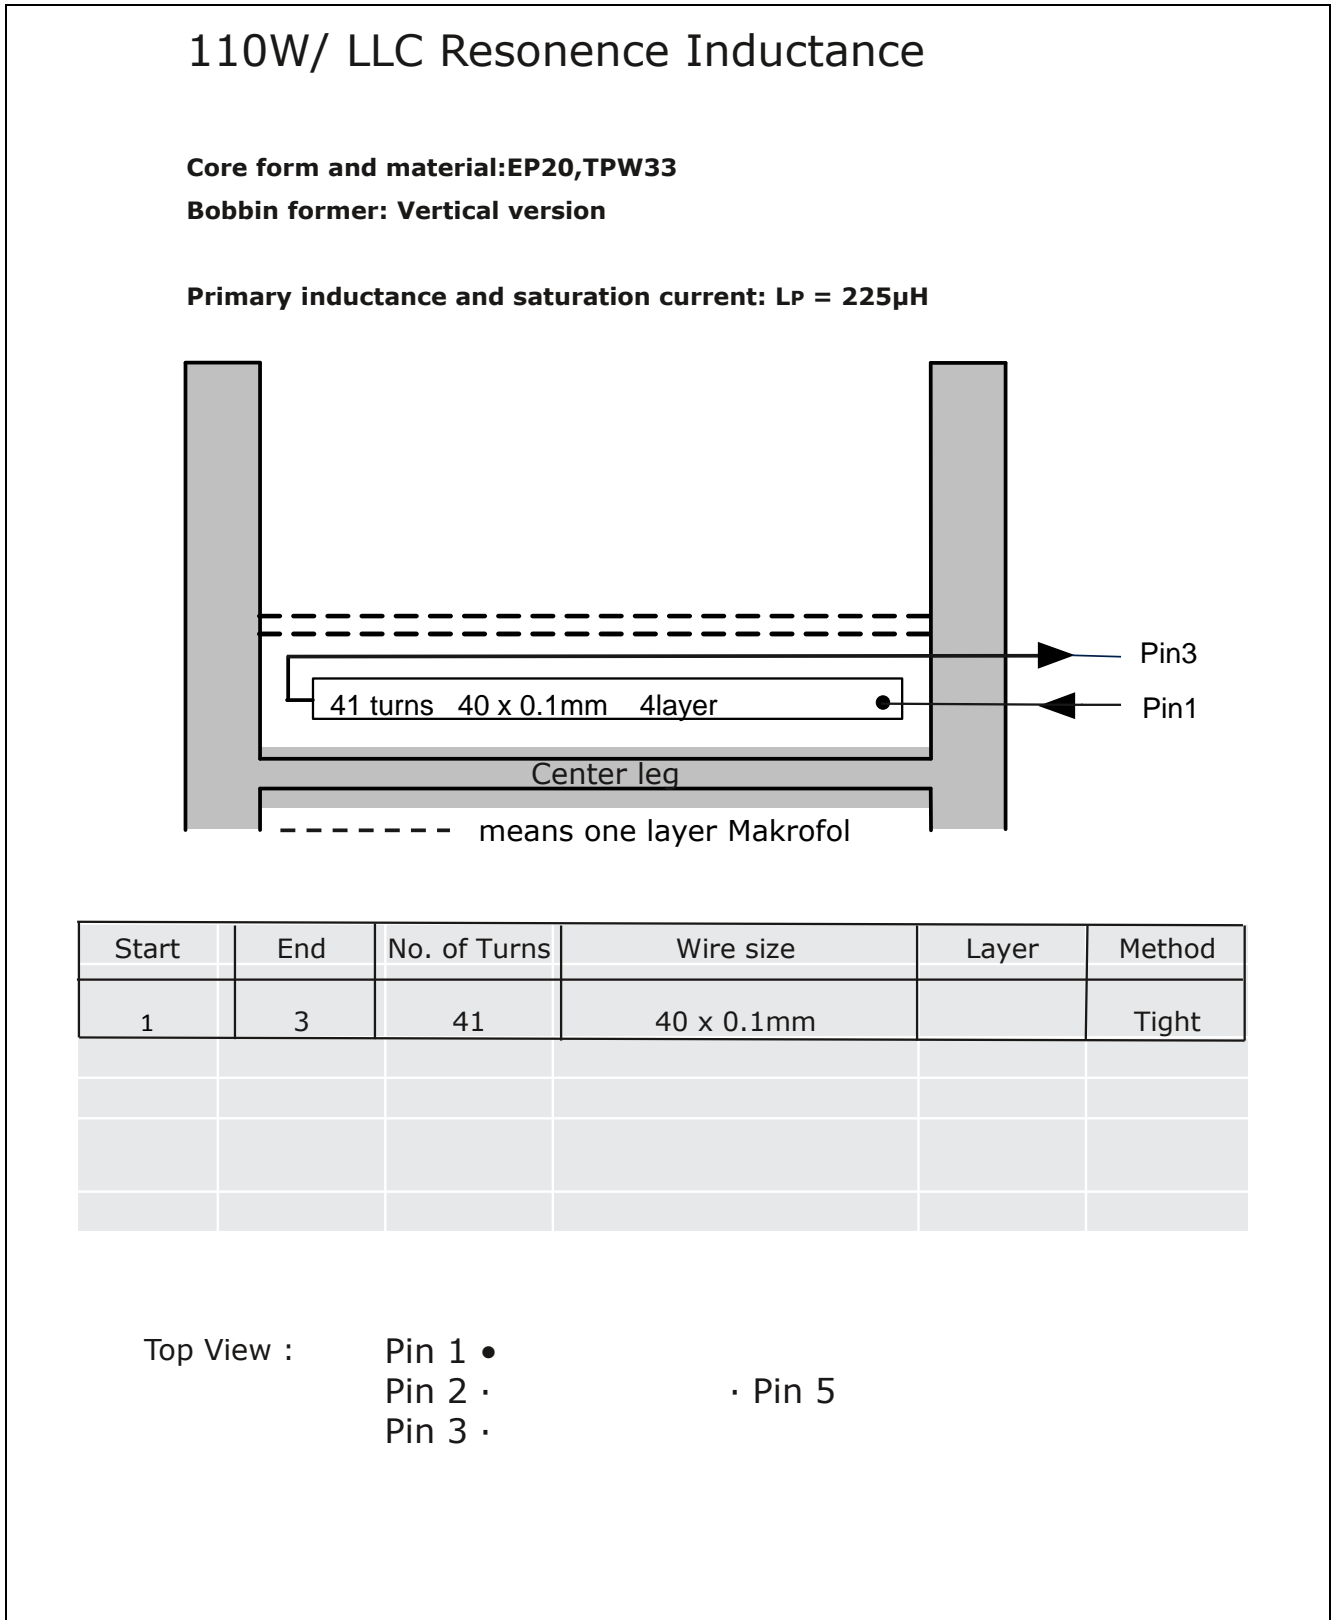 110W/ LLC Resonence Inductance
Core form and material:EP20,TPW33
Bobbin former: Vertical version
Primary inductance and saturation current: LP = 225µH
Pin3
41 turns 40 x 0.1mm 4layer
Pin1
Center leg
means one layer Makrofol
Start End No. of Turns Wire size Layer Method
1 3 41 40 x 0.1mm Tight
Top View : Pin 1 •
Pin 2 · · Pin 5
Pin 3 ·